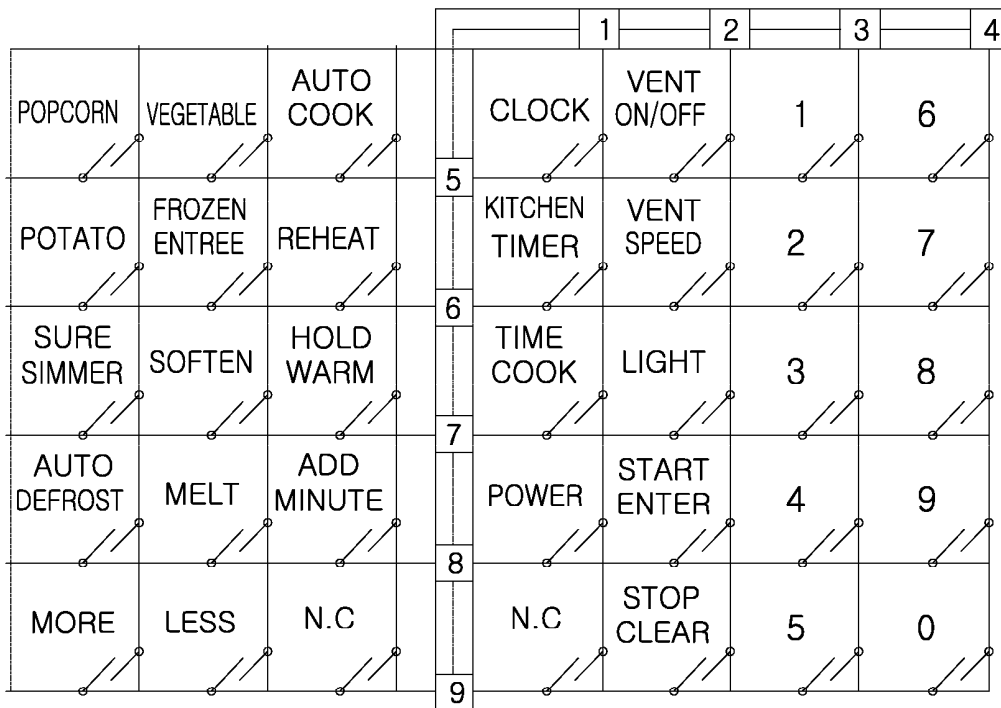 1 2 3 4
POPCORN VEGETABLE AUTO
COOK CLOCK VENT
ON/OFF 1 6
5
POTATO FROZEN
ENTREE REHEAT KITCHEN
TIMER VENT
SPEED 2 7
6
SURE
SIMMER SOFTEN HOLD
WARM TIME
COOK LIGHT 3 8
7
AUTO
DEFROST MELT ADD
MINUTE POWER START
ENTER 4 9
8
MORE LESS N.C N.C STOP
CLEAR 5 0
9